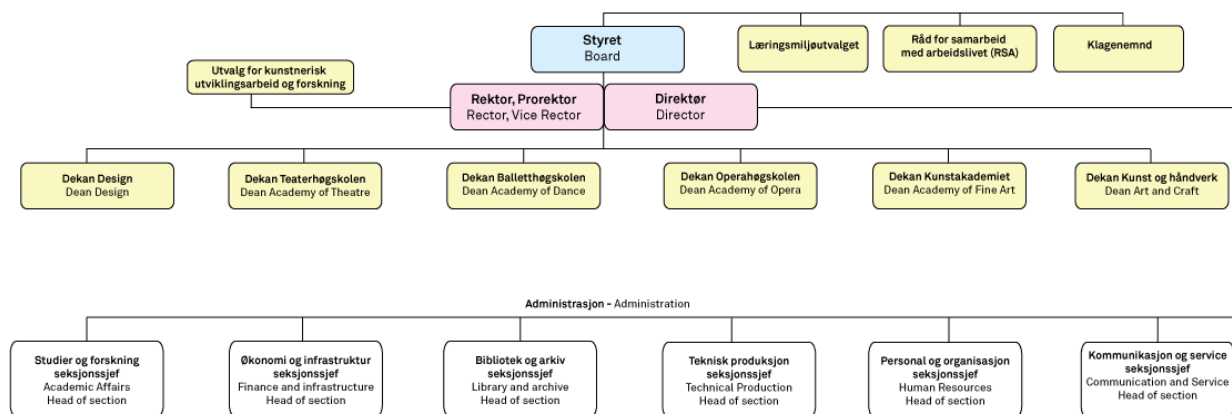 Styret
Board
Læringsmiljøutvalget
Råd for samarbeid
med arbeidslivet (RSA)
Klagenemnd
Utvalg for kunstnerisk
utviklingsarbeid og forskning
Rektor, Prorektor
Rector, Vice Rector
Direktør
Director
Dekan Design
Dean Design
Dekan Teaterhøgskolen
Dean Academy of Theatre
Dekan Balletthøgskolen
Dean Academy of Dance
Dekan Operahøgskolen
Dean Academy of Opera
Dekan Kunstakademiet
Dean Academy of Fine Art
Dekan Kunst og håndverk
Dean Art and Craft
Administrasjon - Administration
Studier og forskning
seksjonssjef
Academic Affairs
Head of section
Økonomi og infrastruktur
seksjonssjef
Finance and infrastructure
Head of section
Bibliotek og arkiv
seksjonssjef
Library and archive
Head of section
Teknisk produksjon
seksjonssjef
Technical Production
Head of section
Personal og organisasjon
seksjonssjef
Human Resources
Head of section
Kommunikasjon og service
seksjonssjef
Communication and Service
Head of section